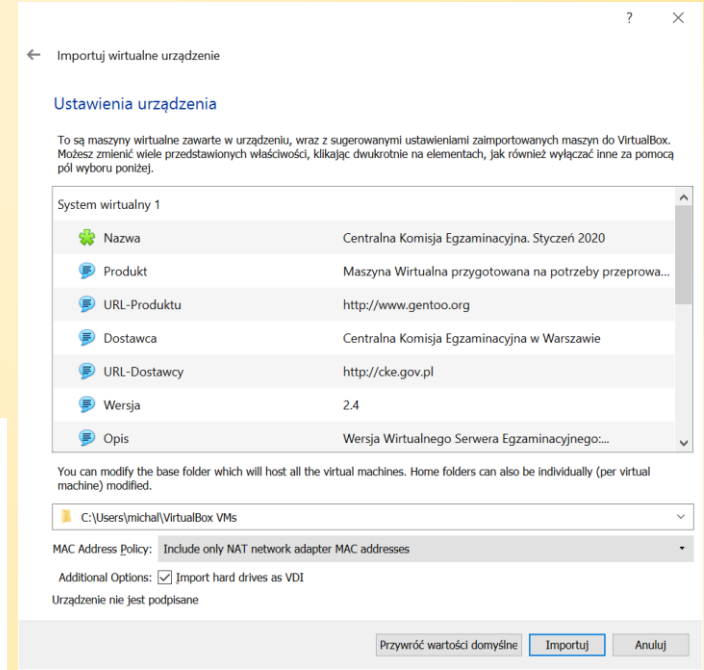 ?
Importuj wirtualne urządzenie
Ustawienia urządzenia
To są maszyny wirtualne zawarte w urządzeniu, wraz z sugerowanymi ustawieniami zaimportowanych maszyn do VirtualBox.
Możesz zmienić wiele przedstawionych właściwości, klikając dwukrotnie na elementach, jak również wyłączać inne za pomocą
pól wyboru poniżej.
System wirtualny 1
Nazwa Centralna Komisja Egzaminacyjna. Styczeń 2020
Produkt Maszyna Wirtualna przygotowana na potrzeby przeprowa...
URL-Produktu http://www.gentoo.org
Dostawca Centralna Komisja Egzaminacyjna w Warszawie
URL-Dostawcy http://cke.gov.pl
Wersja 2.4
Opis Wersja Wirtualnego Serwera Egzaminacyjnego:...
You can modify the base folder which will host all the virtual machines. Home folders can also be individually (per virtual
machine) modified.
C:\Users\michal\VirtualBox VMs
MAC Address Policy: Include only NAT network adapter MAC addresses
Additional Options: Import hard drives as VDI
Urządzenie nie jest podpisane
Przywróć wartości domyślne Importuj Anuluj